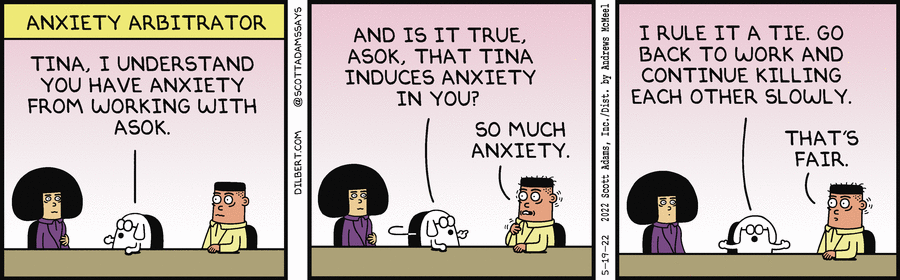 ANXIETY ARBITRATOR
TINA, I UNDERSTAND
YOU HAVE ANXIETY
FROM WORKING WITH
ASOK.
DILBERT.COM @SCOTTADAMSSAYS
AND IS IT TRUE,
ASOK, THAT TINA
INDUCES ANXIETY
IN YOU?
SO MUCH
ANXIETY.
5-19-22 2022 Scott Adams, Inc./Dist. by Andrews McMeel
I RULE IT A TIE. GO
BACK TO WORK AND
CONTINUE KILLING
EACH OTHER SLOWLY.
THAT'S
FAIR.